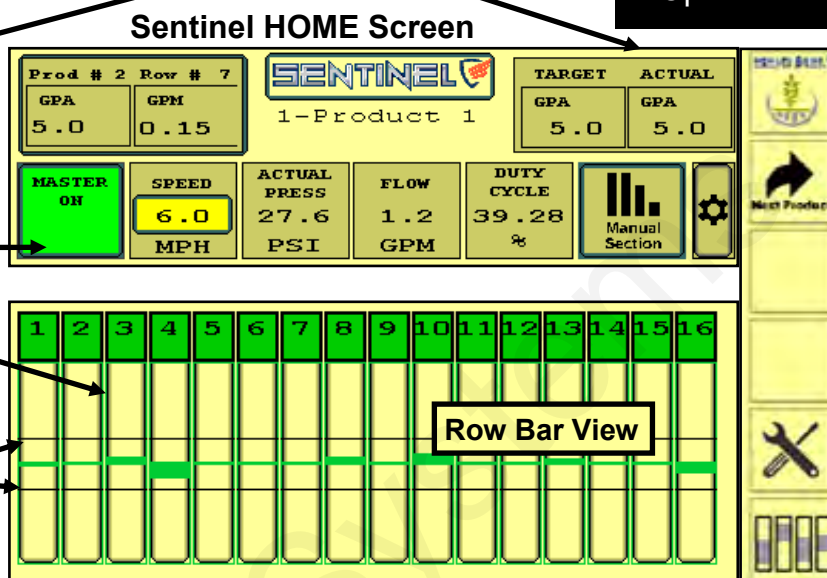 Sentinel HOME Screen
Prod # 2 Row # 7
GPA GPM
5.0 0.15
SENTINEL
1-Product 1
TARGET ACTUAL
GPA GPA
5.0 5.0
MASTER
ON
SPEED
6.0
MPH
ACTUAL
PRESS
27.6
PSI
FLOW
1.2
GPM
DUTY
CYCLE
39.28
%
Manual
Section
Next Product
1 2 3 4 5 6 7 8 9 10 11 12 13 14 15 16
Row Bar View